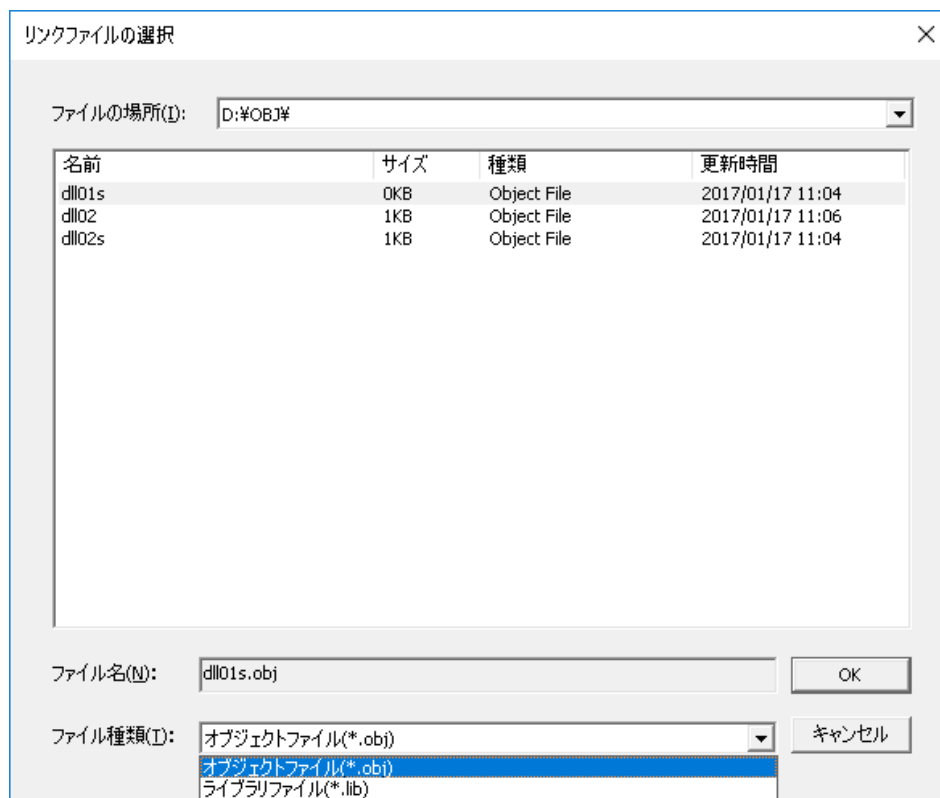 リンクファイルの選択
ファイルの場所(I): D:¥OBJ¥
名前 サイズ 種類 更新時間
dll01s 0KB Object File 2017/01/17 11:04
dll02 1KB Object File 2017/01/17 11:06
dll02s 1KB Object File 2017/01/17 11:04
ファイル名(N): dll01s.obj OK
ファイル種類(T): オブジェクトファイル(*.obj) キャンセル
オブジェクトファイル(*.obj)
ライブラリファイル(*.lib)